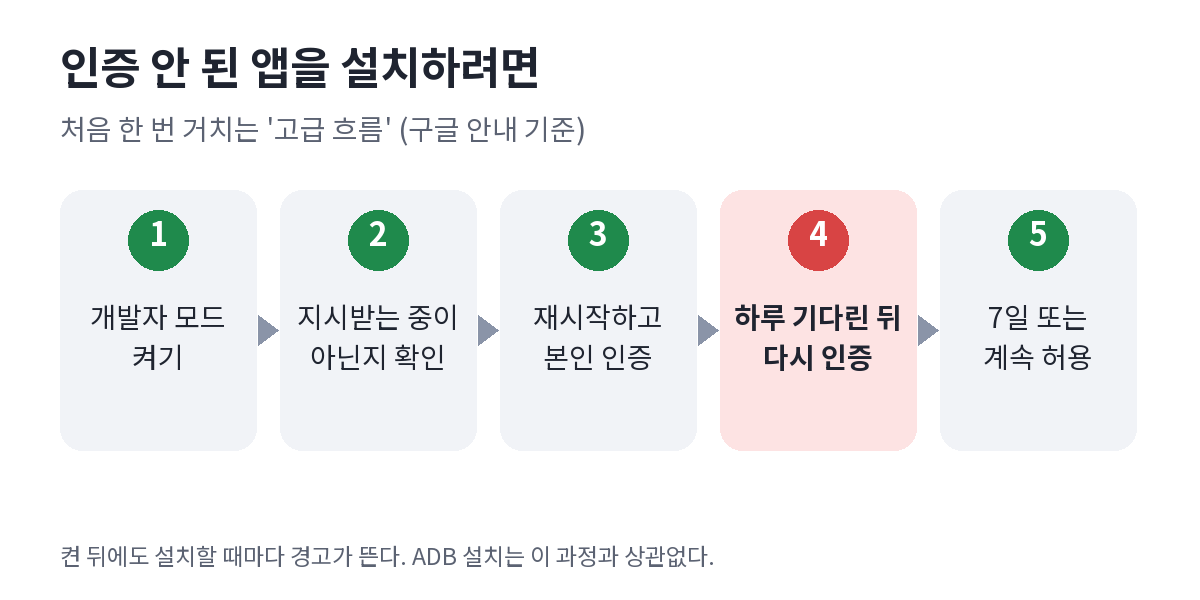 인증 안 된 앱을 설치하려면
처음 한 번 거치는 '고급 흐름' (구글 안내 기준)
1
개발자 모드
켜기
2
지시받는 중이
아닌지 확인
3
재시작하고
본인 인증
4
하루 기다린 뒤
다시 인증
5
7일 또는
계속 허용
켠 뒤에도 설치할 때마다 경고가 뜬다. ADB 설치는 이 과정과 상관없다.